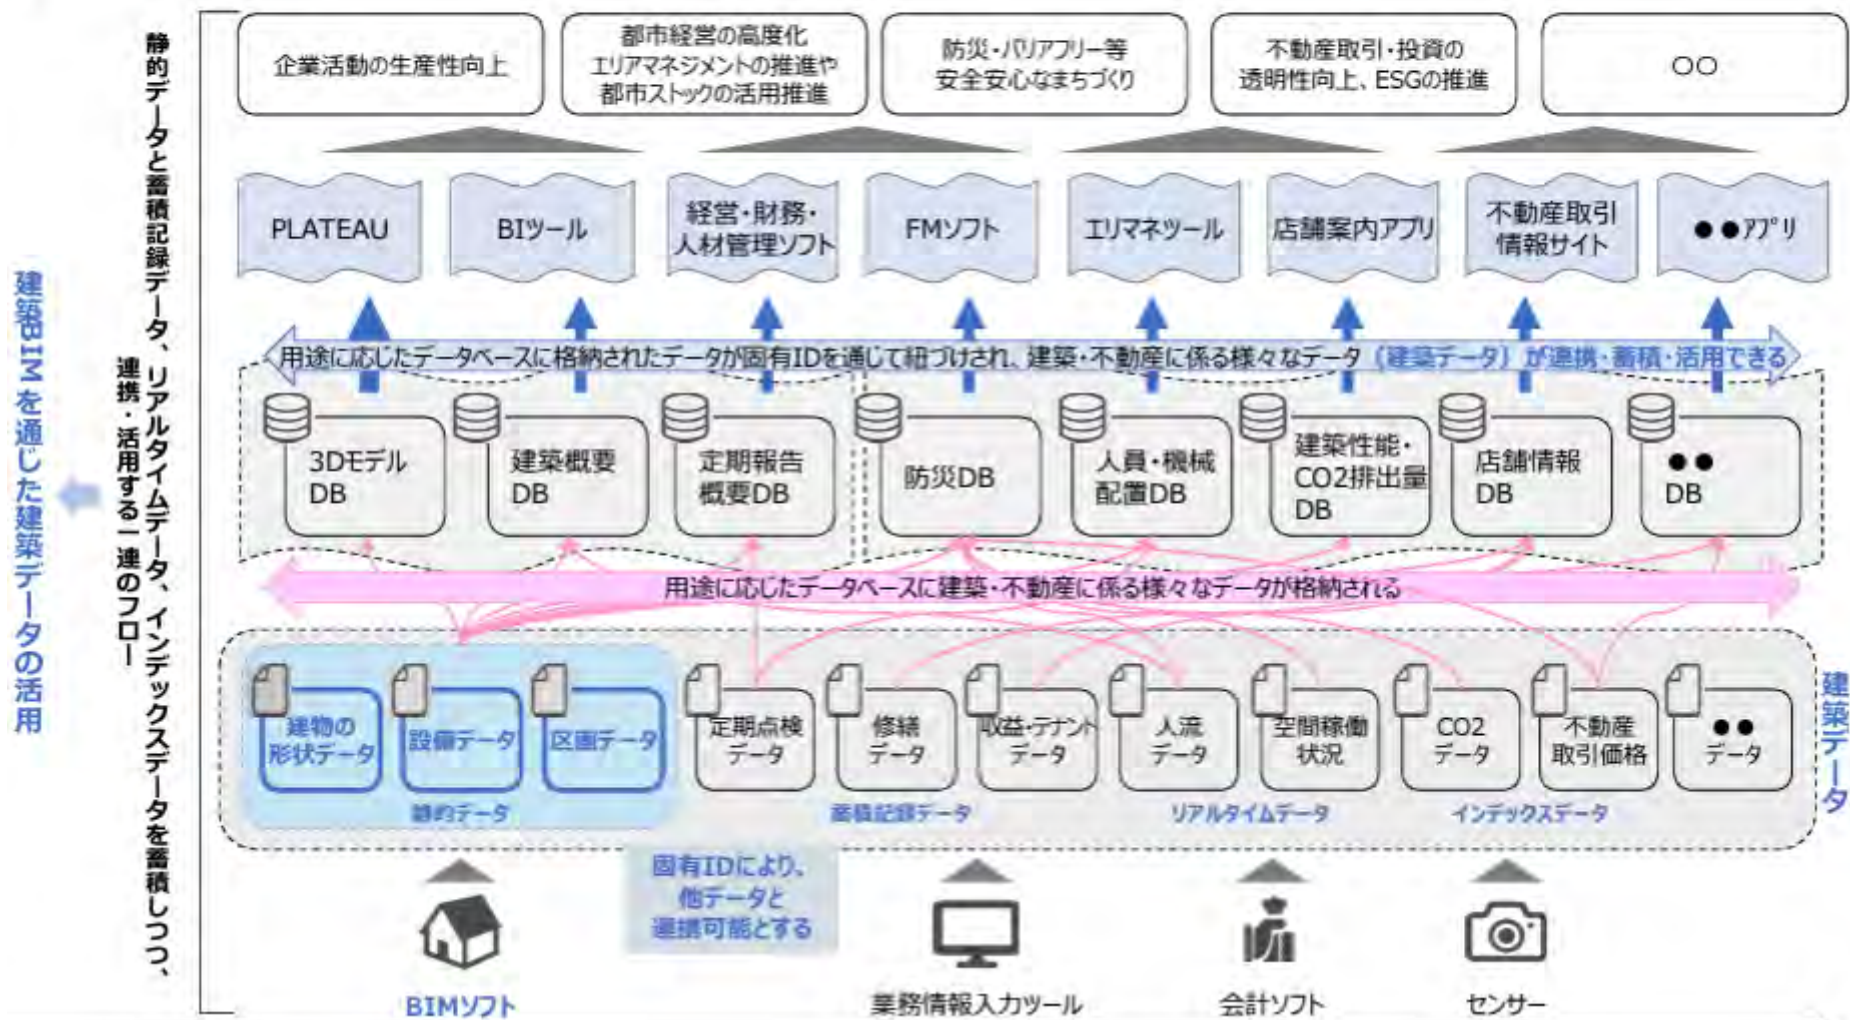 建築BIMを通じた建築データの活用
静的データと蓄積記録データ、リアルタイムデータ、インデックスデータを蓄積しつつ、
連携・活用する一連のフロー
企業活動の生産性向上
都市経営の高度化
エリアマネジメントの推進や
都市ストックの活用推進
防災・バリアフリー等
安全安心なまちづくり
不動産取引・投資の
透明性向上、ESGの推進
○○
PLATEAU
BIツール
経営・財務・
人材管理ソフト
FMソフト
エリマネツール
店舗案内アプリ
不動産取引
情報サイト
●●アプリ
用途に応じたデータベースに格納されたデータが固有IDを通じて紐づけされ、建築・不動産に係る様々なデータ（建築データ）が連携・蓄積・活用できる
3Dモデル
DB
建築概要
DB
定期報告
概要DB
防災DB
人員・機械
配置DB
建築性能・
CO2排出量
DB
店舗情報
DB
●●
DB
用途に応じたデータベースに建築・不動産に係る様々なデータが格納される
建物の
形状データ
設備データ
区画データ
静的データ
定期点検
データ
修繕
データ
収益・テナント
データ
蓄積記録データ
人流
データ
空間稼働
状況
リアルタイムデータ
CO2
データ
不動産
取引価格
インデックスデータ
●●
データ
建築データ
固有IDにより、
他データと
連携可能とする
BIMソフト
業務情報入力ツール
会計ソフト
センサー